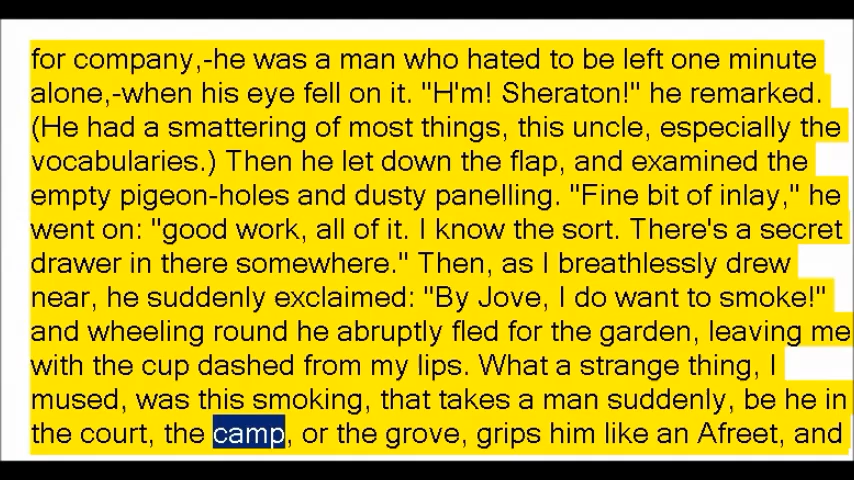 for company,-he was a man who hated to be left one minute
alone,-when his eye fell on it. "H'm! Sheraton!" he remarked.
(He had a smattering of most things, this uncle, especially the
vocabularies.) Then he let down the flap, and examined the
empty pigeon-holes and dusty panelling. "Fine bit of inlay," he
went on: "good work, all of it. I know the sort. There's a secret
drawer in there somewhere." Then, as I breathlessly drew
near, he suddenly exclaimed: "By Jove, I do want to smoke!"
and wheeling round he abruptly fled for the garden, leaving me
with the cup dashed from my lips. What a strange thing, I
mused, was this smoking, that takes a man suddenly, be he in
the court, the camp, or the grove, grips him like an Afreet, and